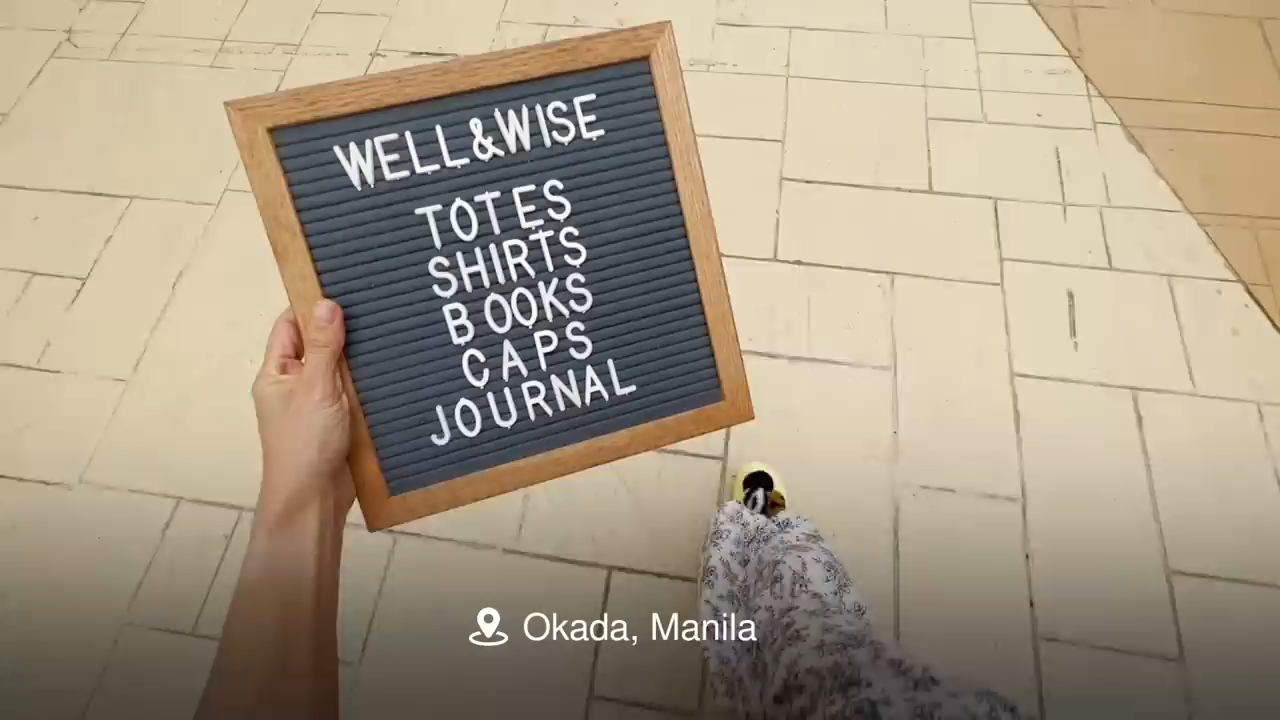 WELL&WISE
TOTES
SHIRTS
BOOKS
CAPS
JOURNAL
Okada, Manila